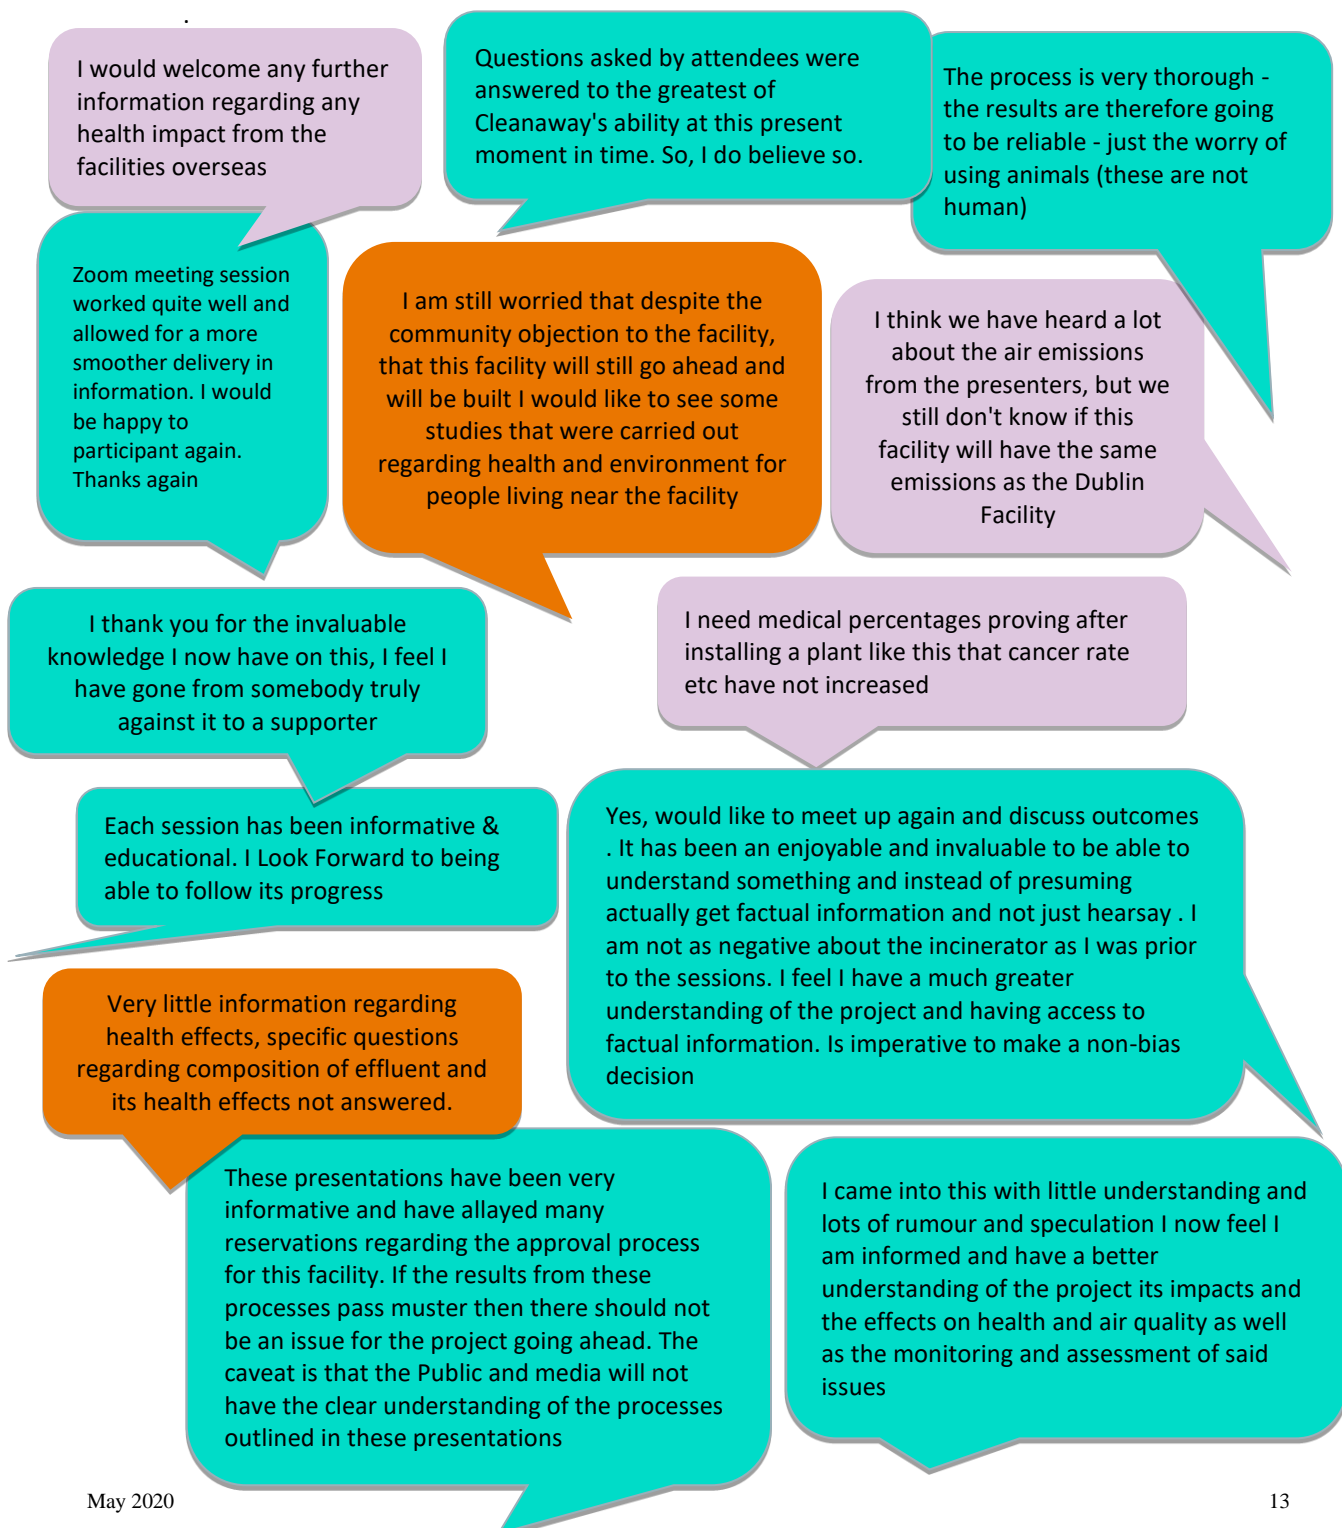 .
I would welcome any further
information regarding any
health impact from the
facilities overseas
Questions asked by attendees were
answered to the greatest of
Cleanaway's ability at this present
moment in time. So, I do believe so.
The process is very thorough -
the results are therefore going
to be reliable - just the worry of
using animals (these are not
human)
Zoom meeting session
worked quite well and
allowed for a more
smoother delivery in
information. I would
be happy to
participant again.
Thanks again
I am still worried that despite the
community objection to the facility,
that this facility will still go ahead and
will be built I would like to see some
studies that were carried out
regarding health and environment for
people living near the facility
I think we have heard a lot
about the air emissions
from the presenters, but we
still don't know if this
facility will have the same
emissions as the Dublin
Facility
I thank you for the invaluable
knowledge I now have on this, I feel I
have gone from somebody truly
against it to a supporter
I need medical percentages proving after
installing a plant like this that cancer rate
etc have not increased
Each session has been informative &
educational. I Look Forward to being
able to follow its progress
Yes, would like to meet up again and discuss outcomes
. It has been an enjoyable and invaluable to be able to
understand something and instead of presuming
actually get factual information and not just hearsay . I
am not as negative about the incinerator as I was prior
to the sessions. I feel I have a much greater
understanding of the project and having access to
factual information. Is imperative to make a non-bias
decision
Very little information regarding
health effects, specific questions
regarding composition of effluent and
its health effects not answered.
These presentations have been very
informative and have allayed many
reservations regarding the approval process
for this facility. If the results from these
processes pass muster then there should not
be an issue for the project going ahead. The
caveat is that the Public and media will not
have the clear understanding of the processes
outlined in these presentations
I came into this with little understanding and
lots of rumour and speculation I now feel I
am informed and have a better
understanding of the project its impacts and
the effects on health and air quality as well
as the monitoring and assessment of said
issues
May 2020
13